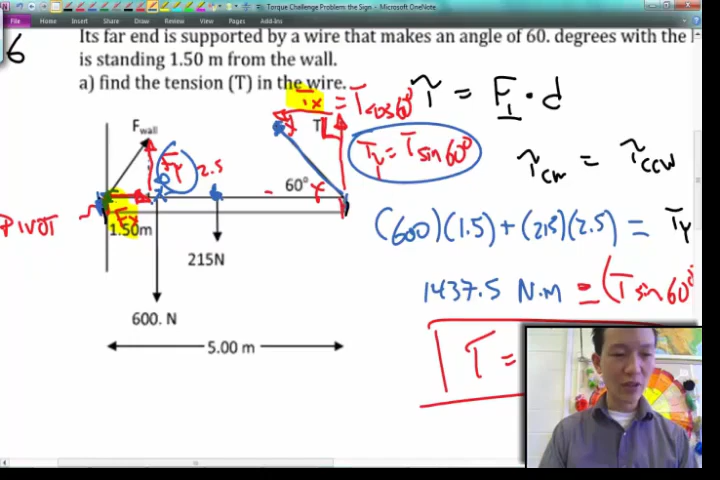 Torque Challenge Problem the Sign - Microsoft OneNote
File Home Insert Share Draw Review View Pages Add-Ins
6
Its far end is supported by a wire that makes an angle of 60. degrees with the
is standing 1.50 m from the wall.
a) find the tension (T) in the wire.
Tx = Tcos60°
τ = F⊥ · d
Fwall
T
Ty = Tsin60°
τcw = τccw
Fy
2.5
60°
PIVOT
Fx
1.50m
(600)(1.5) + (215)(2.5) = Ty
215N
1437.5 N.m = (Tsin60°
600. N
T =
5.00 m